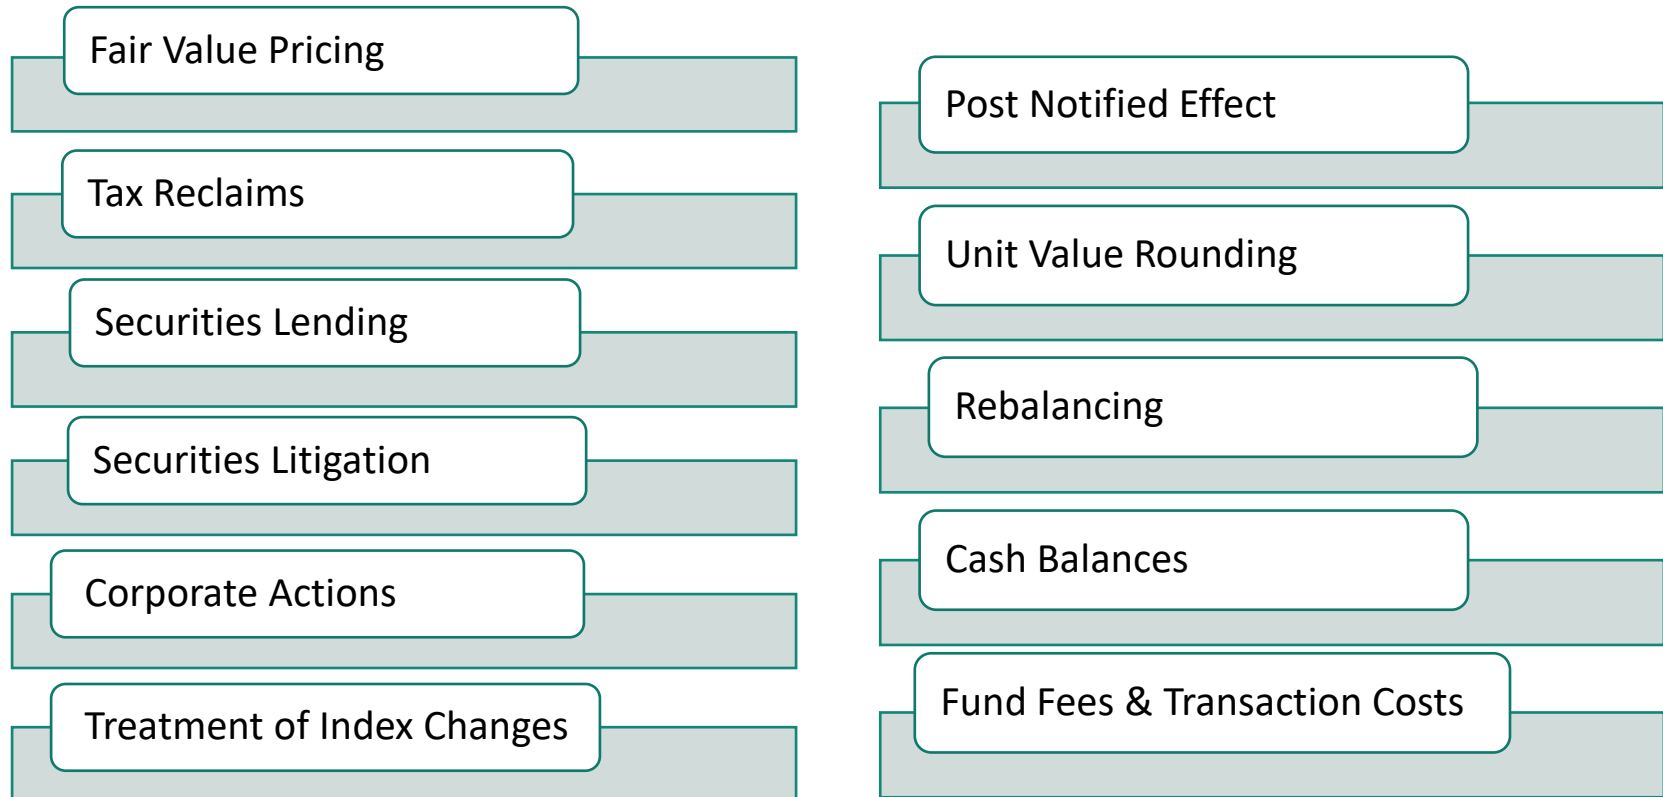 Fair Value Pricing
Tax Reclaims
Securities Lending
Securities Litigation
Corporate Actions
Treatment of Index Changes
Post Notified Effect
Unit Value Rounding
Rebalancing
Cash Balances
Fund Fees & Transaction Costs